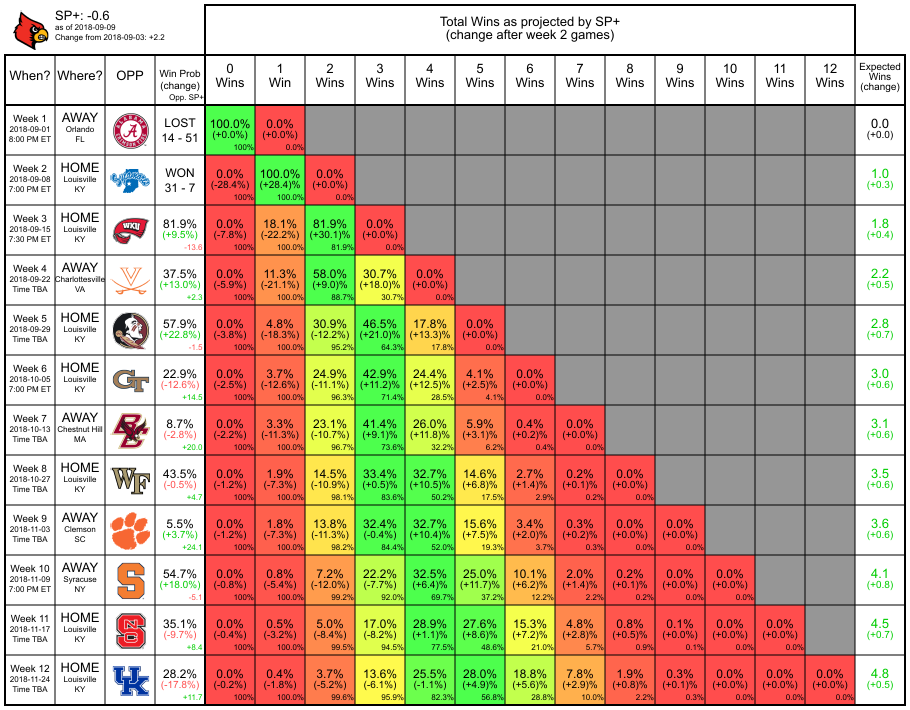 SP+: -0.6
as of 2018-09-09
Change from 2018-09-03: +2.2
Total Wins as projected by SP+
(change after week 2 games)
When? Where? OPP Win Prob (change) Opp. SP+ 0 Wins 1 Win 2 Wins 3 Wins 4 Wins 5 Wins 6 Wins 7 Wins 8 Wins 9 Wins 10 Wins 11 Wins 12 Wins Expected Wins (change)
Week 1 AWAY LOST 100.0% 0.0% 0.0
2018-09-01 Orlando 14 - 51 (+0.0%) (+0.0%) (+0.0)
8:00 PM ET FL 100% 0.0%
Week 2 HOME WON 0.0% 100.0% 0.0% 1.0
2018-09-08 Louisville 31 - 7 (-28.4%) (+28.4)% (+0.0%) (+0.3)
7:00 PM ET KY 100% 100.0% 0.0%
Week 3 HOME WKU 81.9% 0.0% 18.1% 81.9% 0.0% 1.8
2018-09-15 Louisville (+9.5%) (-7.8%) (-22.2%) (+30.1)% (+0.0%) (+0.4)
7:30 PM ET KY -13.6 100% 100.0% 81.9% 0.0%
Week 4 AWAY 37.5% 0.0% 11.3% 58.0% 30.7% 0.0% 2.2
2018-09-22 Charlottesville (+13.0%) (-5.9%) (-21.1%) (+9.0)% (+18.0)% (+0.0%) (+0.5)
Time TBA VA +2.3 100% 100.0% 88.7% 30.7% 0.0%
Week 5 HOME 57.9% 0.0% 4.8% 30.9% 46.5% 17.8% 0.0% 2.8
2018-09-29 Louisville (+22.8%) (-3.8%) (-18.3%) (-12.2%) (+21.0)% (+13.3)% (+0.0%) (+0.7)
Time TBA KY -1.5 100% 100.0% 95.2% 64.3% 17.8% 0.0%
Week 6 HOME GT 22.9% 0.0% 3.7% 24.9% 42.9% 24.4% 4.1% 0.0% 3.0
2018-10-05 Louisville (-12.6%) (-2.5%) (-12.6%) (-11.1%) (+11.2)% (+12.5)% (+2.5)% (+0.0%) (+0.6)
7:00 PM ET KY +14.5 100% 100.0% 96.3% 71.4% 28.5% 4.1% 0.0%
Week 7 AWAY BC 8.7% 0.0% 3.3% 23.1% 41.4% 26.0% 5.9% 0.4% 0.0% 3.1
2018-10-13 Chestnut Hill (-2.8%) (-2.2%) (-11.3%) (-10.7%) (+9.1)% (+11.8)% (+3.1)% (+0.2)% (+0.0%) (+0.6)
Time TBA MA +20.0 100% 100.0% 96.7% 73.6% 32.2% 6.2% 0.4% 0.0%
Week 8 HOME WF 43.5% 0.0% 1.9% 14.5% 33.4% 32.7% 14.6% 2.7% 0.2% 0.0% 3.5
2018-10-27 Louisville (-0.5%) (-1.2%) (-7.3%) (-10.9%) (+0.5)% (+10.5)% (+6.8)% (+1.4)% (+0.1)% (+0.0%) (+0.6)
Time TBA KY +4.7 100% 100.0% 98.1% 83.6% 50.2% 17.5% 2.9% 0.2% 0.0%
Week 9 AWAY 5.5% 0.0% 1.8% 13.8% 32.4% 32.7% 15.6% 3.4% 0.3% 0.0% 0.0% 3.6
2018-11-03 Clemson (+3.7%) (-1.2%) (-7.3%) (-11.3%) (-0.4%) (+10.4)% (+7.5)% (+2.0)% (+0.2)% (+0.0%) (+0.0%) (+0.6)
Time TBA SC +24.1 100% 100.0% 98.2% 84.4% 52.0% 19.3% 3.7% 0.3% 0.0% 0.0%
Week 10 AWAY S 54.7% 0.0% 0.8% 7.2% 22.2% 32.5% 25.0% 10.1% 2.0% 0.2% 0.0% 0.0% 4.1
2018-11-09 Syracuse (+18.0%) (-0.8%) (-5.4%) (-12.0%) (-7.7%) (+6.4)% (+11.7)% (+6.2)% (+1.4)% (+0.1)% (+0.0%) (+0.0%) (+0.8)
7:00 PM ET NY -5.1 100% 100.0% 99.2% 92.0% 69.7% 37.2% 12.2% 2.2% 0.2% 0.0% 0.0%
Week 11 HOME NCS 35.1% 0.0% 0.5% 5.0% 17.0% 28.9% 27.6% 15.3% 4.8% 0.8% 0.1% 0.0% 0.0% 4.5
2018-11-17 Louisville (-9.7%) (-0.4%) (-3.2%) (-8.4%) (-8.2%) (+1.1)% (+8.6)% (+7.2)% (+2.8)% (+0.5)% (+0.0%) (+0.0%) (+0.0%) (+0.7)
Time TBA KY +8.4 100% 100.0% 99.5% 94.5% 77.5% 48.6% 21.0% 5.7% 0.9% 0.1% 0.0% 0.0%
Week 12 HOME UK 28.2% 0.0% 0.4% 3.7% 13.6% 25.5% 28.0% 18.8% 7.8% 1.9% 0.3% 0.0% 0.0% 0.0% 4.8
2018-11-24 Louisville (-17.8%) (-0.2%) (-1.8%) (-5.2%) (-6.1%) (-1.1%) (+4.9)% (+5.6)% (+2.9)% (+0.8)% (+0.1)% (+0.0%) (+0.0%) (+0.0%) (+0.5)
Time TBA KY +11.7 100% 100.0% 99.6% 95.9% 82.3% 56.8% 28.8% 10.0% 2.2% 0.3% 0.0% 0.0% 0.0%